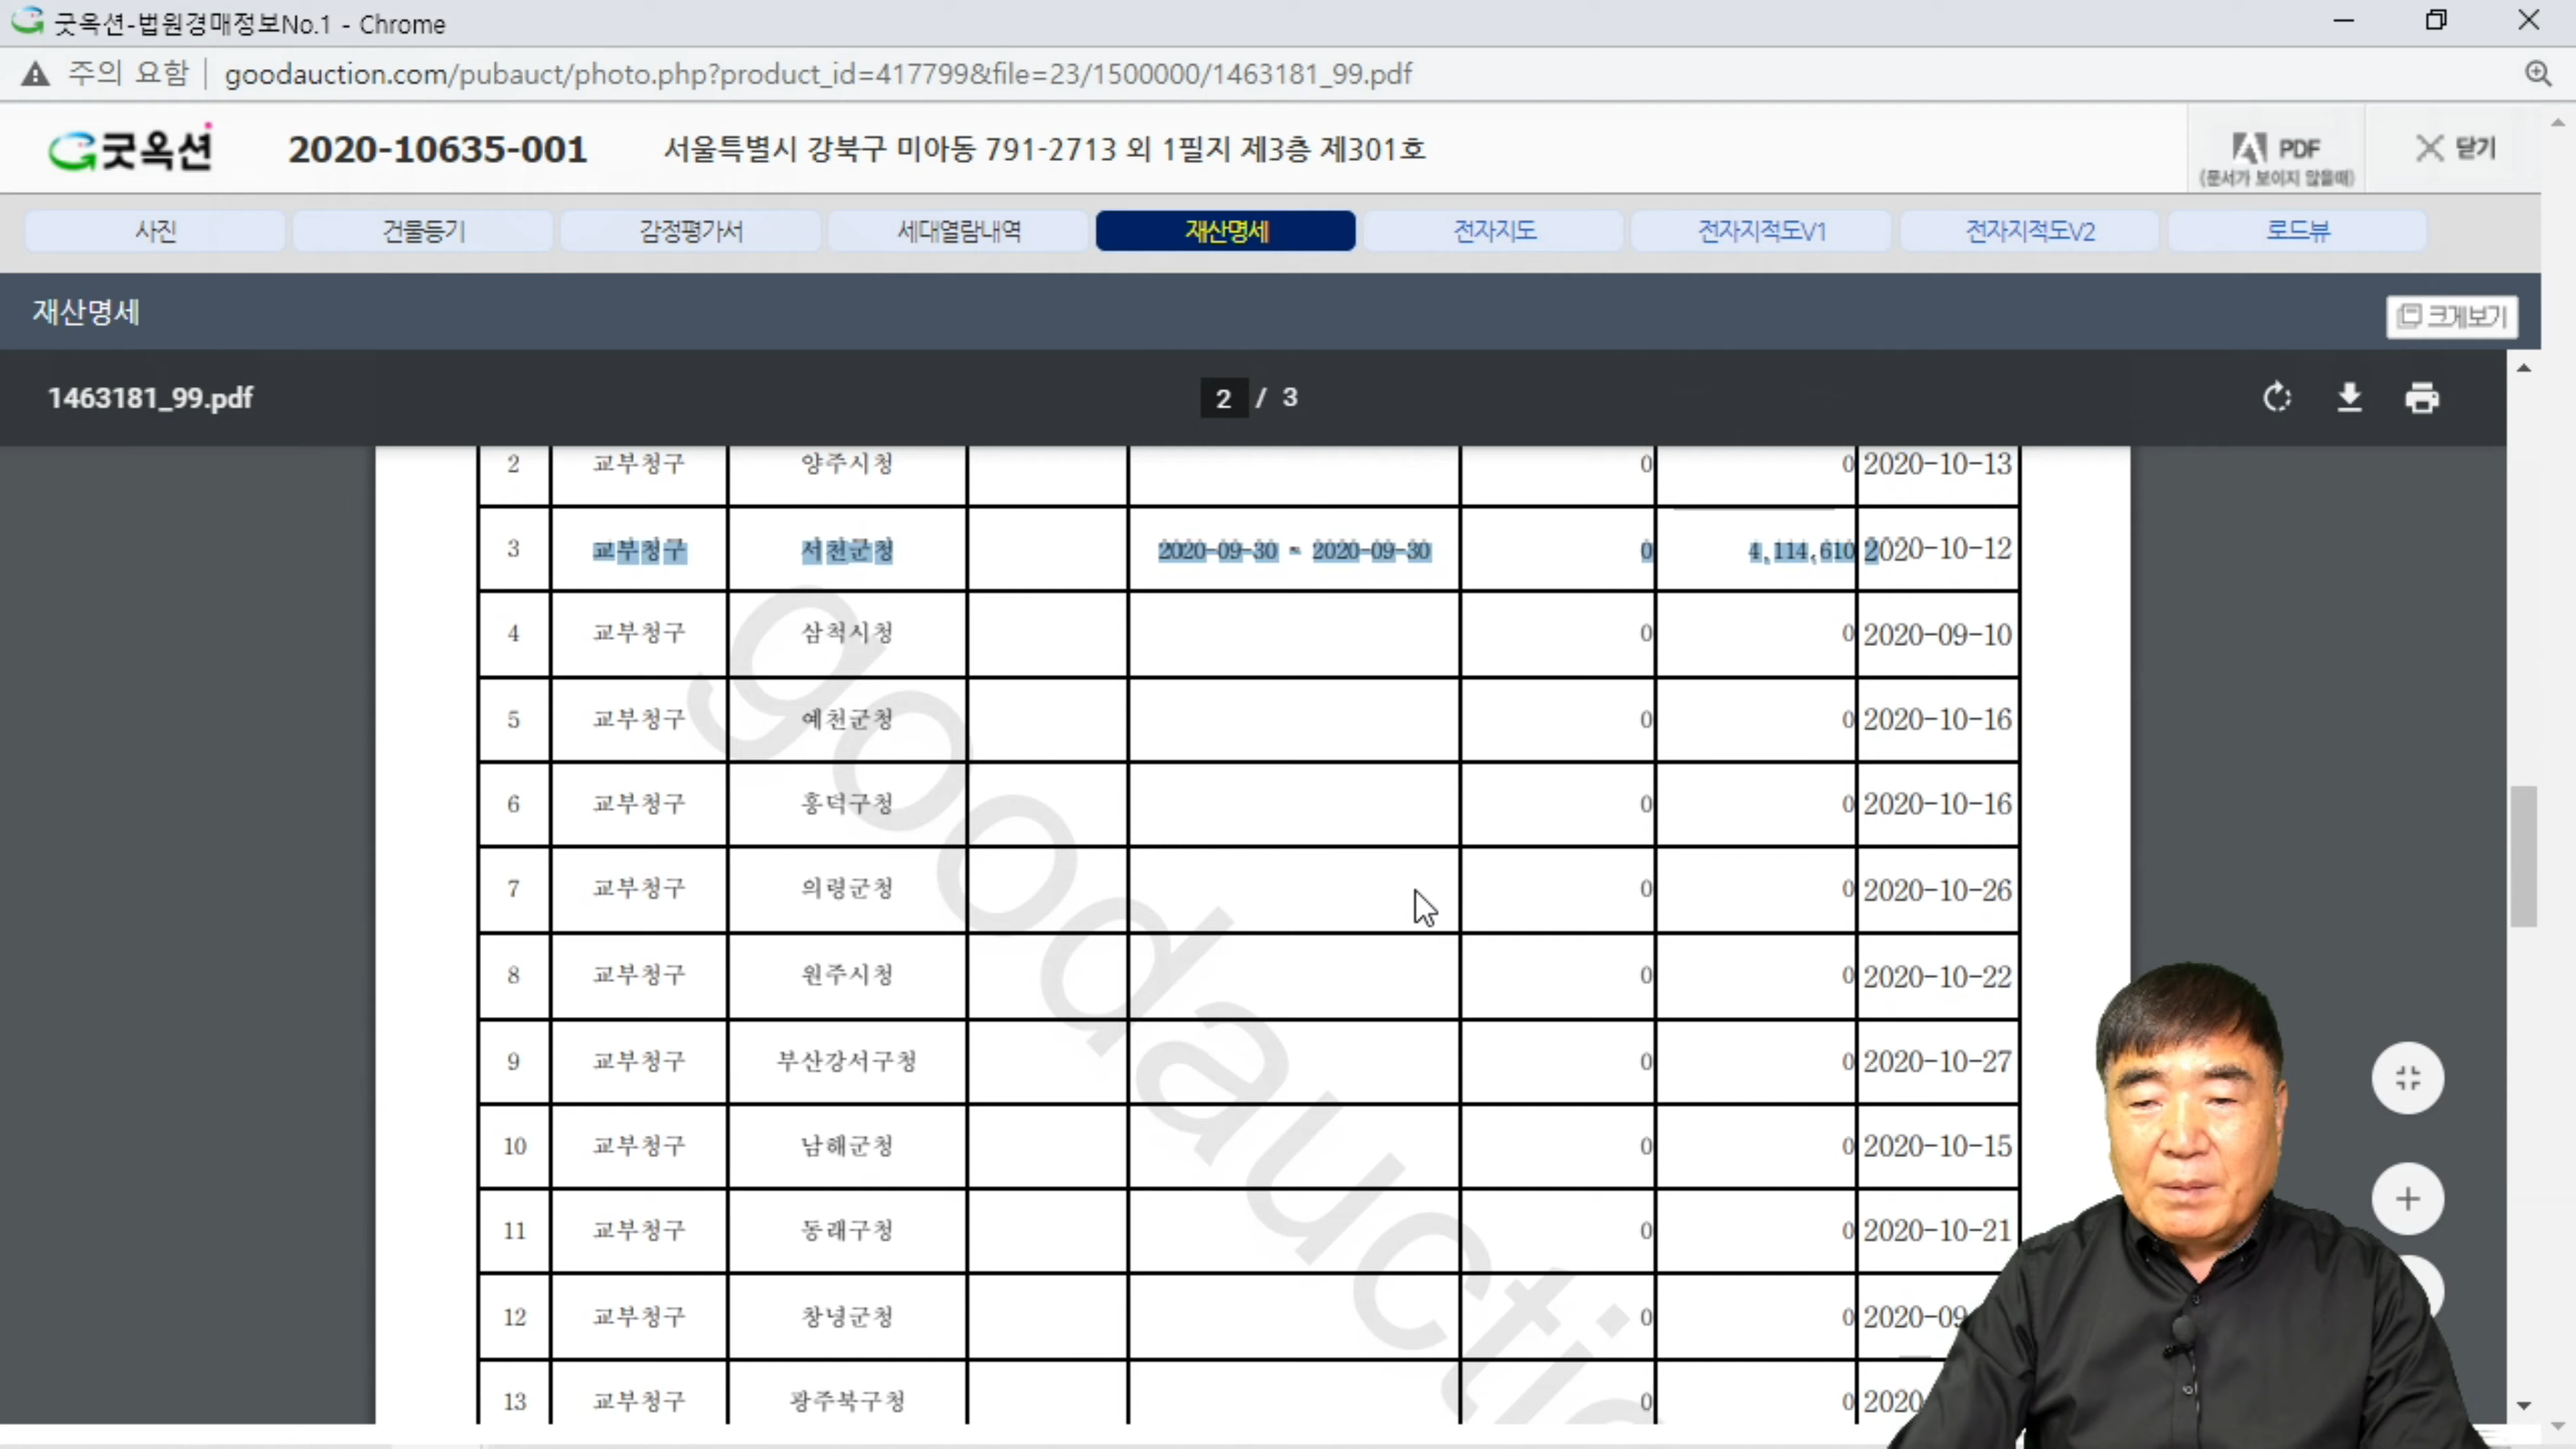 굿옥션-법원경매정보No.1 - Chrome
주의 요함 | goodauction.com/pubauct/photo.php?product_id=417799&file=23/1500000/1463181_99.pdf
굿옥션 2020-10635-001 서울특별시 강북구 미아동 791-2713 외 1필지 제3층 제301호 PDF 닫기
(문서가 보이지 않을때)
사진 건물등기 감정평가서 세대열람내역 재산명세 전자지도 전자지적도V1 전자지적도V2 로드뷰
재산명세 크게보기
1463181_99.pdf 2 / 3
2 교부청구 양주시청 0 0 2020-10-13
3 교부청구 서천군청 2020-09-30 ~ 2020-09-30 0 4,114,610 2020-10-12
4 교부청구 삼척시청 0 0 2020-09-10
5 교부청구 예천군청 0 0 2020-10-16
6 교부청구 흥덕구청 0 0 2020-10-16
7 교부청구 의령군청 0 0 2020-10-26
8 교부청구 원주시청 0 0 2020-10-22
9 교부청구 부산강서구청 0 0 2020-10-27
10 교부청구 남해군청 0 0 2020-10-15
11 교부청구 동래구청 0 0 2020-10-21
12 교부청구 창녕군청 0 0 2020-09
13 교부청구 광주북구청 0 0 2020
goodauctio